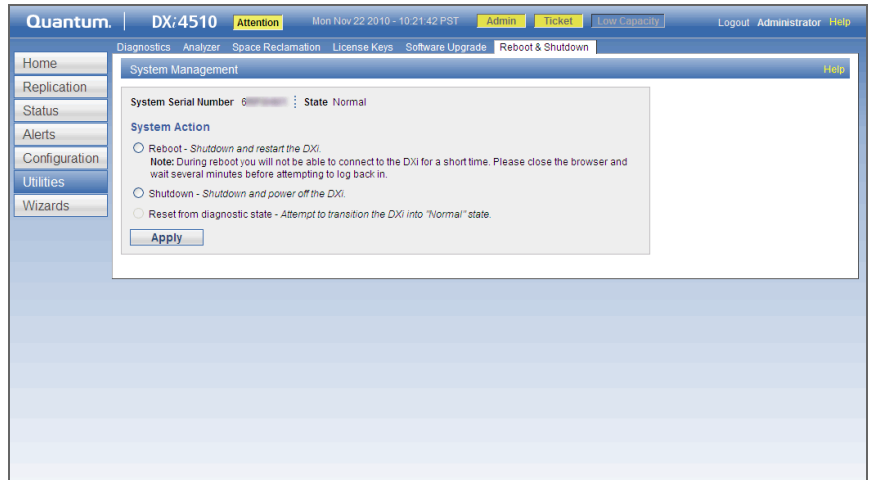 Quantum. DXi4510 Attention Mon Nov 22 2010 - 10:21:42 PST Admin Ticket Low Capacity Logout Administrator Help
Diagnostics Analyzer Space Reclamation License Keys Software Upgrade Reboot & Shutdown
Home
Replication
Status
Alerts
Configuration
Utilities
Wizards
System Management Help
System Serial Number 6 State Normal
System Action
Reboot - Shutdown and restart the DXi.
Note: During reboot you will not be able to connect to the DXi for a short time. Please close the browser and
wait several minutes before attempting to log back in.
Shutdown - Shutdown and power off the DXi.
Reset from diagnostic state - Attempt to transition the DXi into "Normal" state.
Apply